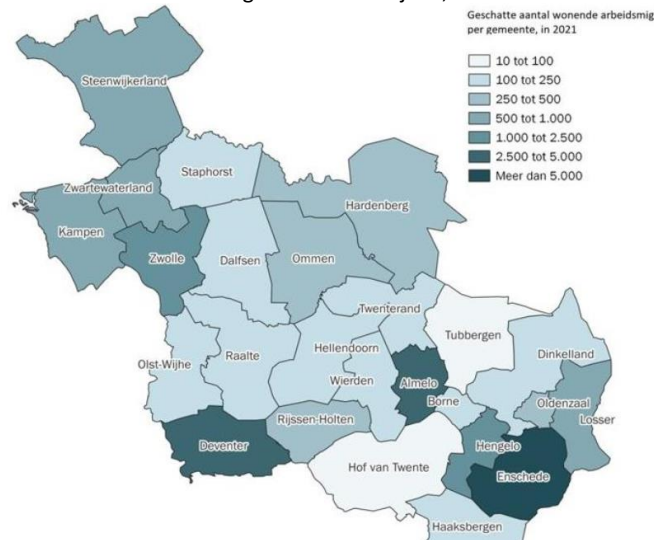 Geschatte aantal wonende arbeidsmig
per gemeente, in 2021
10 tot 100
100 tot 250
250 tot 500
500 tot 1.000
1.000 tot 2.500
2.500 tot 5.000
Meer dan 5.000
Steenwijkerland
Staphorst
Zwartewaterland
Hardenberg
Kampen
Zwolle
Dalfsen
Ommen
Twenterand
Tubbergen
Hellendoorn
Dinkelland
Raalte
Olst-Wijhe
Wierden
Almelo
Borne
Oldenzaal
Losser
Rijssen-Holten
Deventer
Hengelo
Hof van Twente
Enschede
Haaksbergen